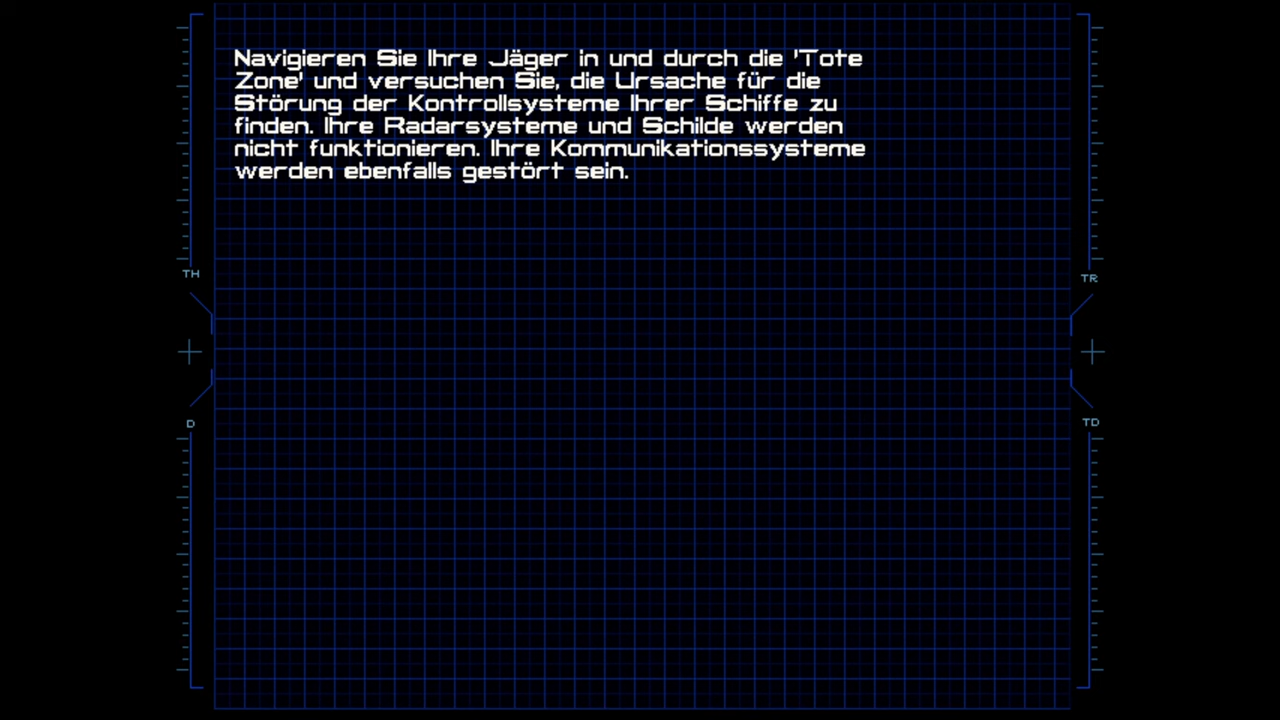 Navigieren Sie Ihre Jäger in und durch die 'Tote
Zone' und versuchen Sie, die Ursache für die
Störung der Kontrollsysteme Ihrer Schiffe zu
finden. Ihre Radarsysteme und Schilde werden
nicht funktionieren. Ihre Kommunikationssysteme
werden ebenfalls gestört sein.
TH
TR
D
TD